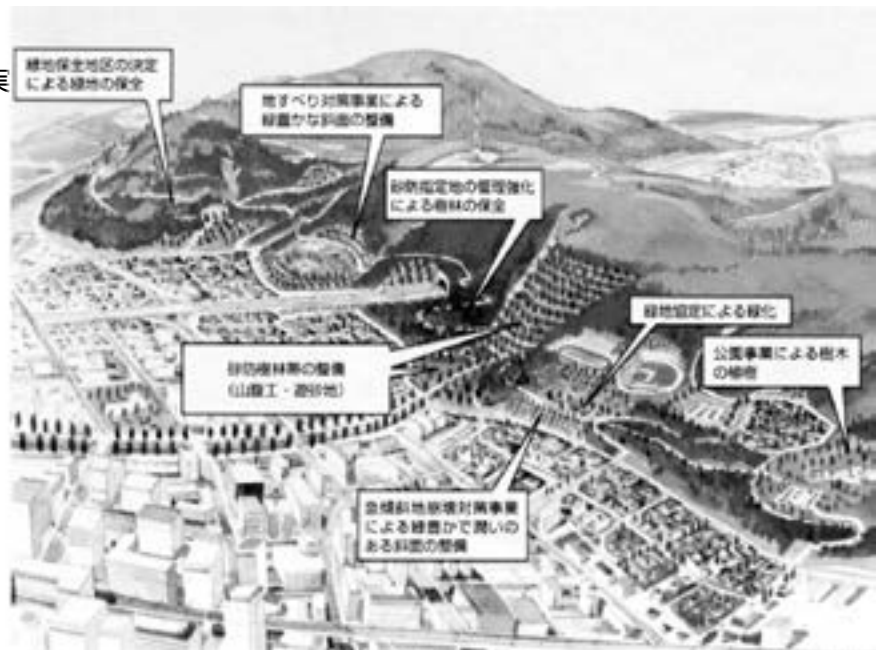 緑地保全地区の決定
による緑地の保全
地すべり対策事業による
緑豊かな斜面の整備
砂防指定地の管理強化
による樹林の保全
緑地協定による緑化
公園事業による樹木
の植樹
砂防樹林帯の整備
(山腹工・遊砂地)
急傾斜地崩壊対策事業
による緑豊かで潤いの
ある斜面の整備